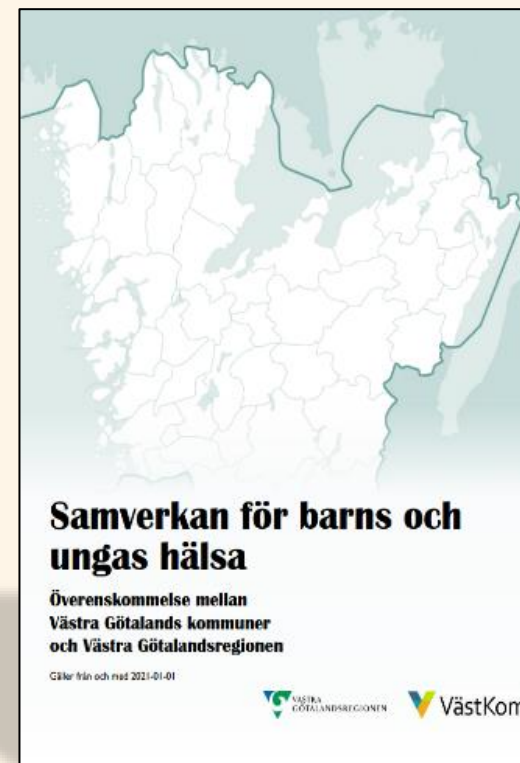 Samverkan för barns och
ungas hälsa
Överenskommelse mellan
Västra Götalands kommuner
och Västra Götalandsregionen
Gäller från och med 2021-01-01
VÄSTRA
GÖTALANDSREGIONEN
VästKom